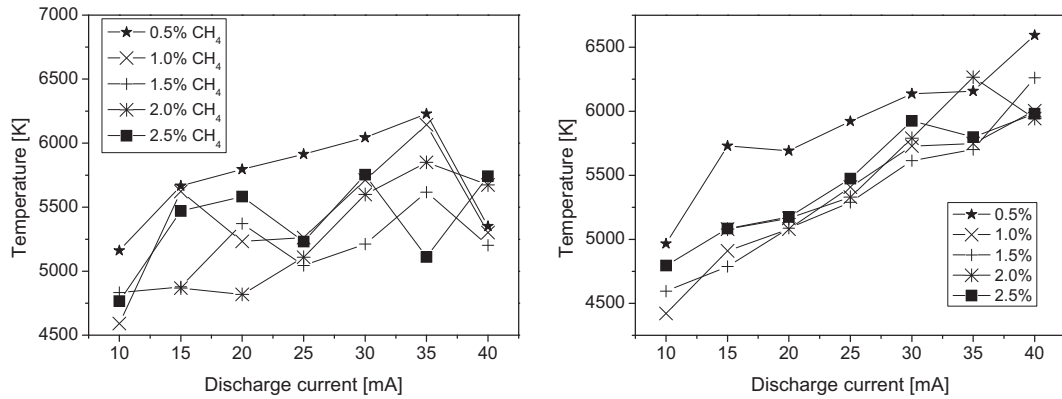 7000
6500
6000
5500
5000
4500
Temperature [K]
0.5% CH4
1.0% CH4
1.5% CH4
2.0% CH4
2.5% CH4
10 15 20 25 30 35 40
Discharge current [mA]
6500
6000
5500
5000
4500
Temperature [K]
0.5%
1.0%
1.5%
2.0%
2.5%
10 15 20 25 30 35 40
Discharge current [mA]